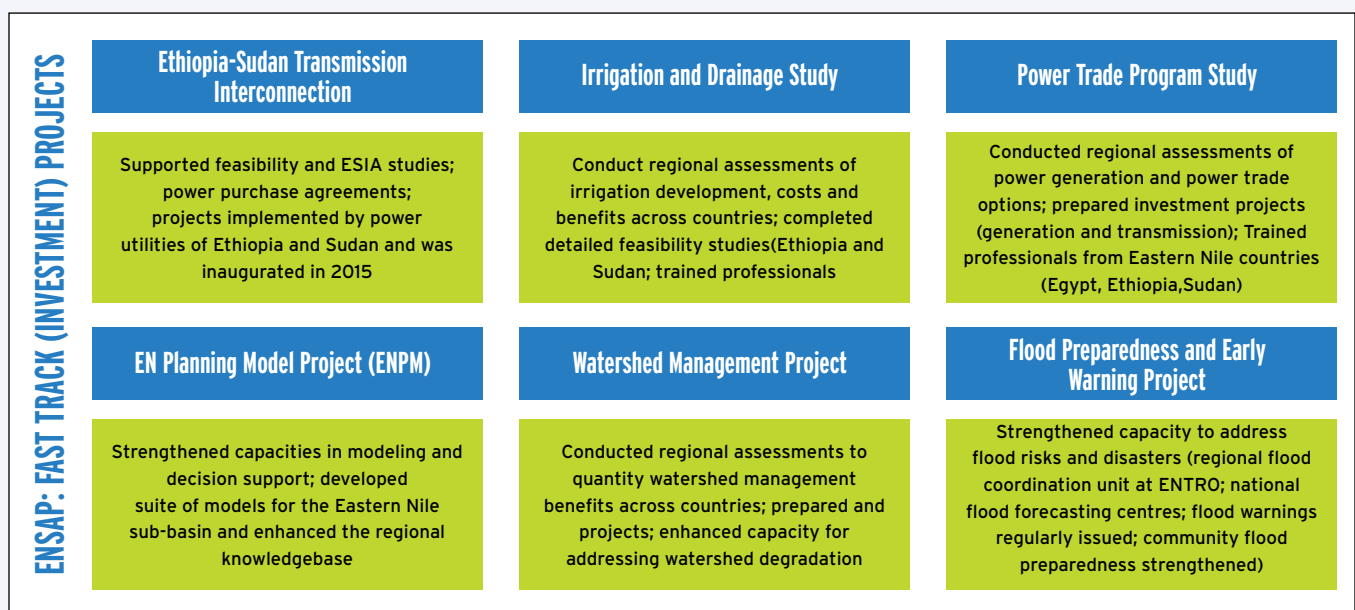 ENSAP: FAST TRACK (INVESTMENT) PROJECTS
Ethiopia-Sudan Transmission
Interconnection
Supported feasibility and ESIA studies;
power purchase agreements;
projects implemented by power
utilities of Ethiopia and Sudan and was
inaugurated in 2015
Irrigation and Drainage Study
Conduct regional assessments of
irrigation development, costs and
benefits across countries; completed
detailed feasibility studies(Ethiopia and
Sudan; trained professionals
Power Trade Program Study
Conducted regional assessments of
power generation and power trade
options; prepared investment projects
(generation and transmission); Trained
professionals from Eastern Nile countries
(Egypt, Ethiopia,Sudan)
EN Planning Model Project (ENPM)
Strengthened capacities in modeling and
decision support; developed
suite of models for the Eastern Nile
sub-basin and enhanced the regional
knowledgebase
Watershed Management Project
Conducted regional assessments to
quantity watershed management
benefits across countries; prepared and
projects; enhanced capacity for
addressing watershed degradation
Flood Preparedness and Early
Warning Project
Strengthened capacity to address
flood risks and disasters (regional flood
coordination unit at ENTRO; national
flood forecasting centres; flood warnings
regularly issued; community flood
preparedness strengthened)